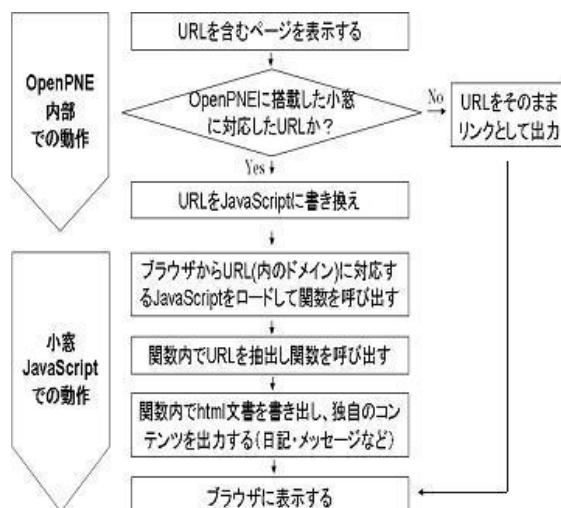 URLを含むページを表示する
OpenPNE
内部
での動作
OpenPNEに搭載した小窓
に対応したURLか？
No
URLをそのまま
リンクとして出力
Yes
URLをJavaScriptに書き換え
ブラウザからURL(内のドメイン)に対応す
るJavaScriptをロードして関数を呼び出す
小窓
JavaScript
での動作
関数内でURLを抽出し関数を呼び出す
関数内でhtml文書を書き出し、独自のコン
テンツを出力する(日記・メッセージなど)
ブラウザに表示する